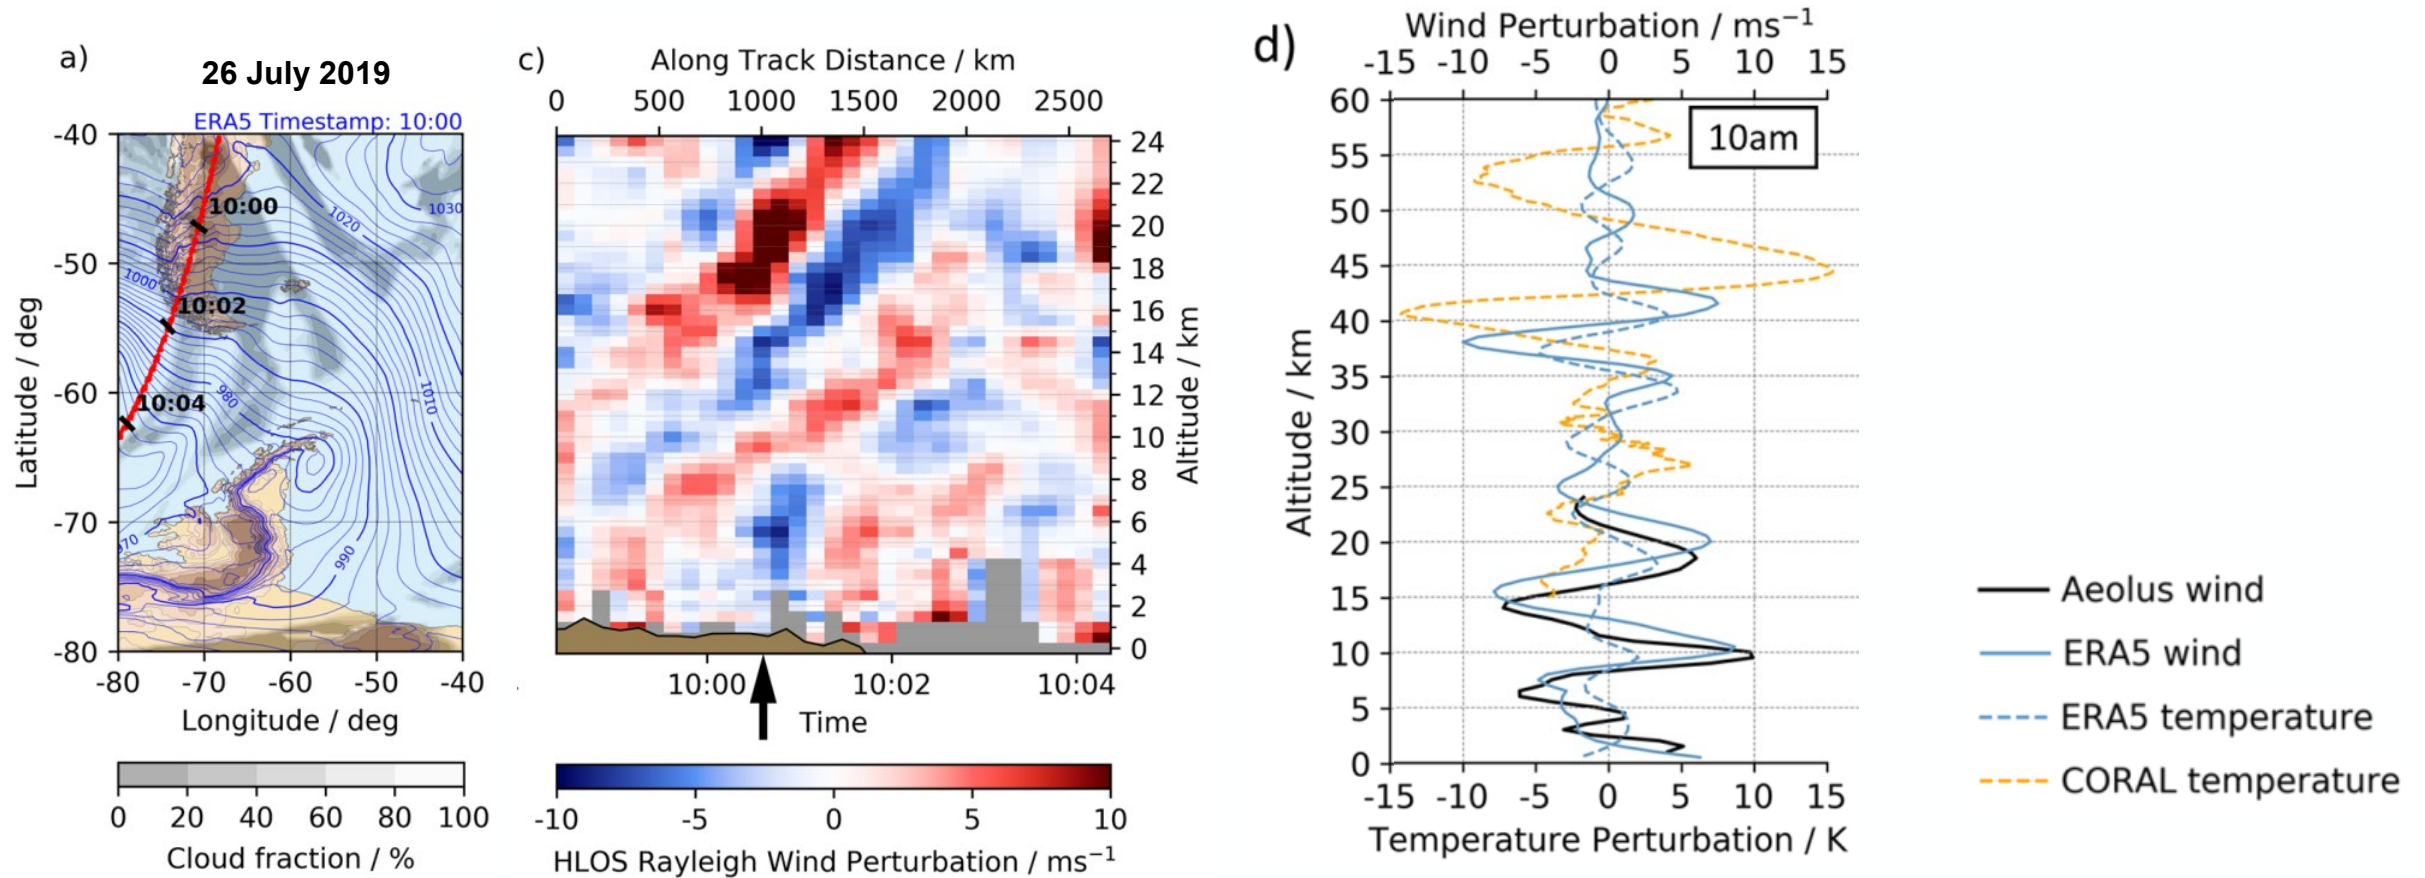 a)
26 July 2019
ERA5 Timestamp: 10:00
-40
-50
-60
-70
-80
Latitude / deg
10:00
10:02
10:04
1030
1020
1000
980
1010
970
990
-80 -70 -60 -50 -40
Longitude / deg
0 20 40 60 80 100
Cloud fraction / %
c)
Along Track Distance / km
0 500 1000 1500 2000 2500
24
22
20
18
16
14
12
10
8
6
4
2
0
Altitude / km
10:00 10:02 10:04
Time
-10 -5 0 5 10
HLOS Rayleigh Wind Perturbation / ms⁻¹
d)
Wind Perturbation / ms⁻¹
-15 -10 -5 0 5 10 15
10am
60
55
50
45
40
35
30
25
20
15
10
5
0
Altitude / km
-15 -10 -5 0 5 10 15
Temperature Perturbation / K
Aeolus wind
ERA5 wind
ERA5 temperature
CORAL temperature